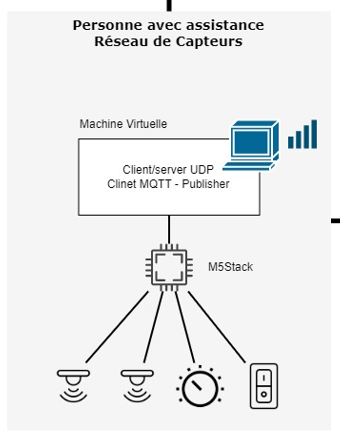 Personne avec assistance
Réseau de Capteurs
Machine Virtuelle
Client/server UDP
Clinet MQTT - Publisher
M5Stack